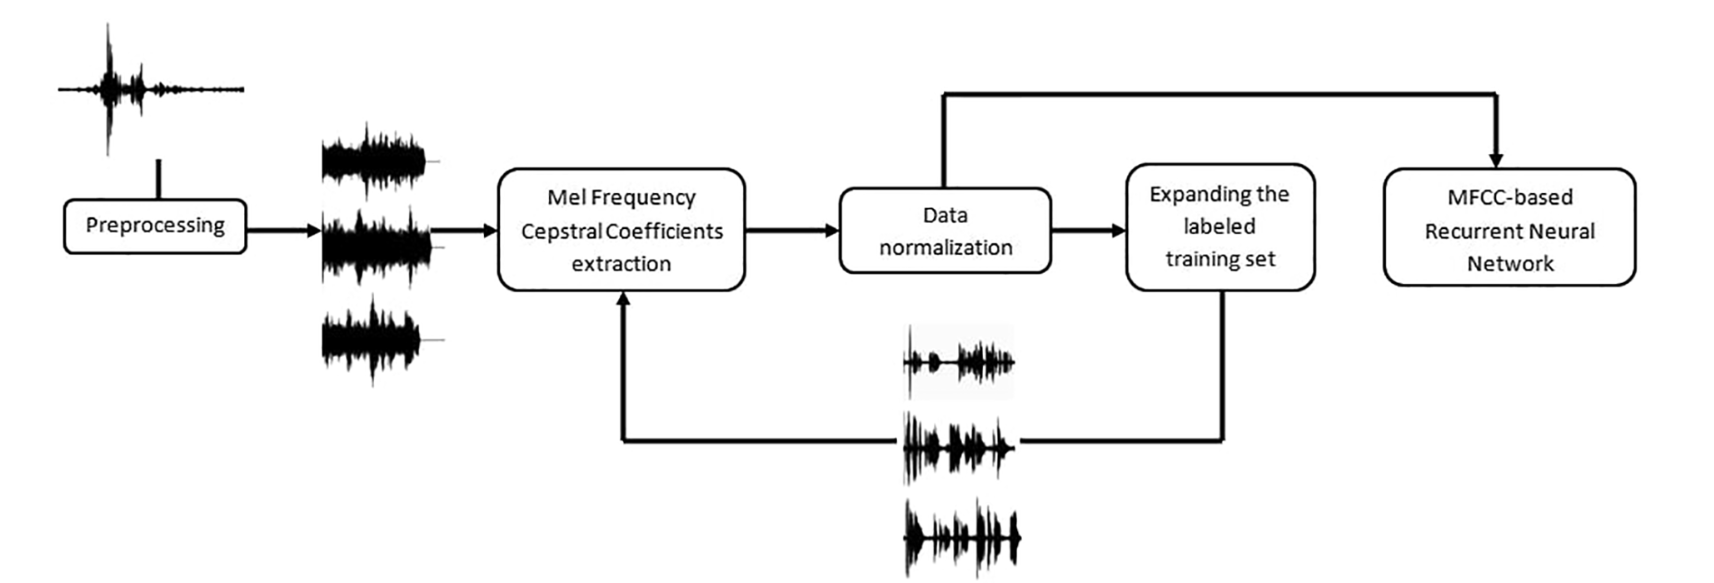 Preprocessing
Mel Frequency
Cepstral Coefficients
extraction
Data
normalization
Expanding the
labeled
training set
MFCC-based
Recurrent Neural
Network